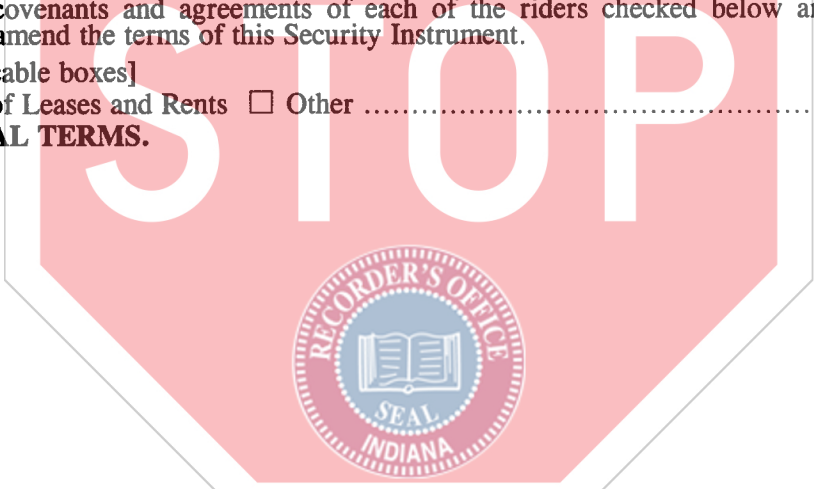 covenants and agreements of each of the riders checked below
amend the terms of this Security Instrument.
able boxes]
of Leases and Rents ☐ Other ........................................................
AL TERMS.
STOP
RECORDER'S OFFICE
SEAL
INDIANA